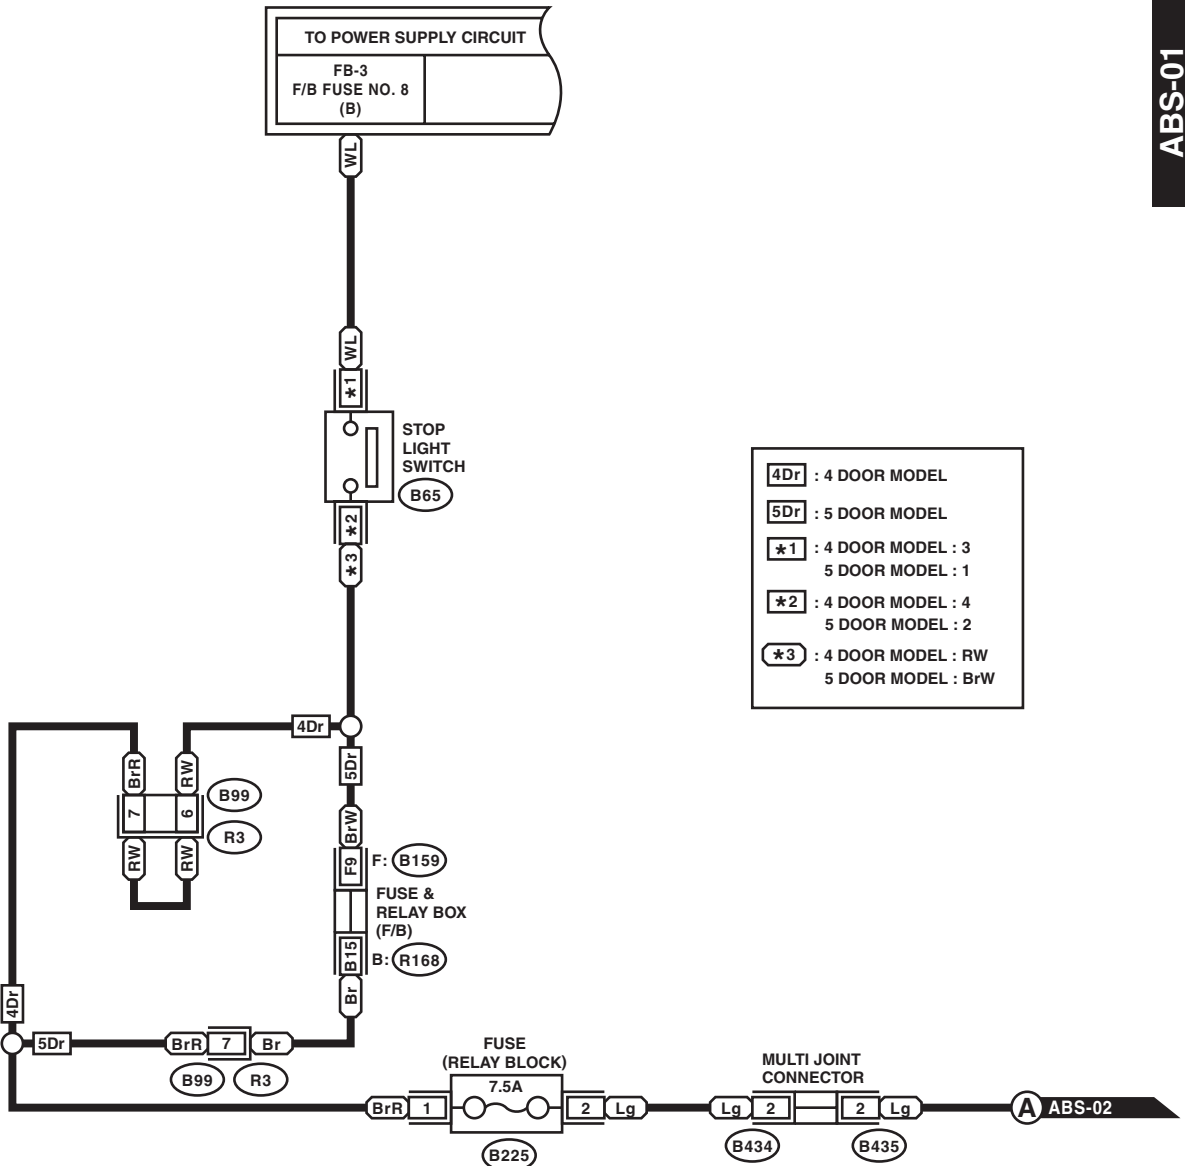 ABS-01
TO POWER SUPPLY CIRCUIT
FB-3
F/B FUSE NO. 8
(B)
WL
WL
*1
STOP
LIGHT
SWITCH
B65
*2
*3
4Dr : 4 DOOR MODEL
5Dr : 5 DOOR MODEL
*1 : 4 DOOR MODEL : 3
5 DOOR MODEL : 1
*2 : 4 DOOR MODEL : 4
5 DOOR MODEL : 2
*3 : 4 DOOR MODEL : RW
5 DOOR MODEL : BrW
4Dr
5Dr
BrR RW
B99
7 6
R3
RW RW
BrW
F9 F: B159
FUSE &
RELAY BOX
(F/B)
B15 B: R168
Br
4Dr
5Dr BrR 7 Br
B99 R3
FUSE
(RELAY BLOCK)
7.5A
BrR 1 2 Lg
B225
MULTI JOINT
CONNECTOR
Lg 2 2 Lg
B434 B435
A ABS-02